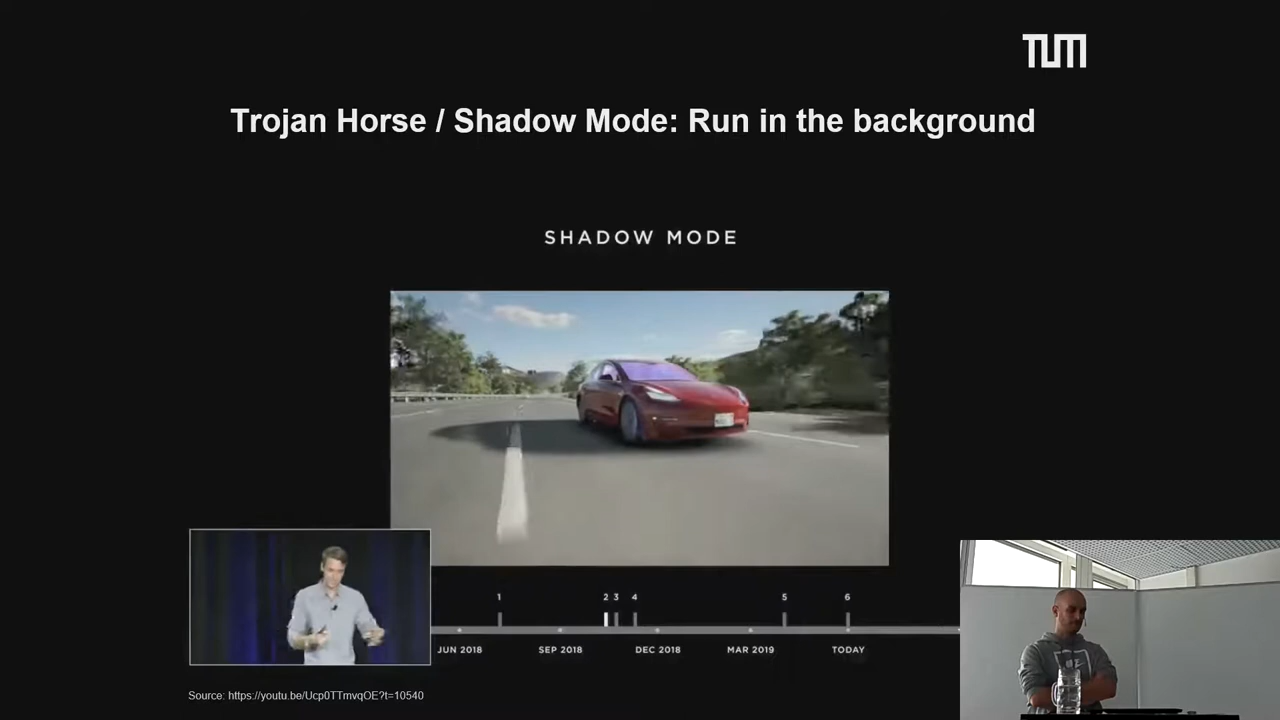 TUM
Trojan Horse / Shadow Mode: Run in the background
SHADOW MODE
1 2 3 4 5 6
JUN 2018 SEP 2018 DEC 2018 MAR 2019 TODAY
Source: https://youtu.be/Ucp0TTmvqOE?t=10540